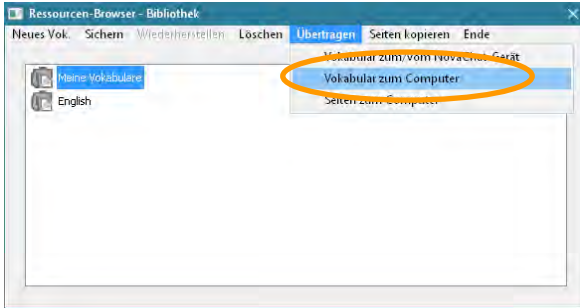 Ressourcen-Browser - Bibliothek
Neues Vok. Sichern Wiederherstellen Löschen Übertragen Seiten kopieren Ende
Vokabular zum/vom NovaChat-Gerät
Meine Vokabulare
Vokabular zum Computer
English
Seiten zum Computer